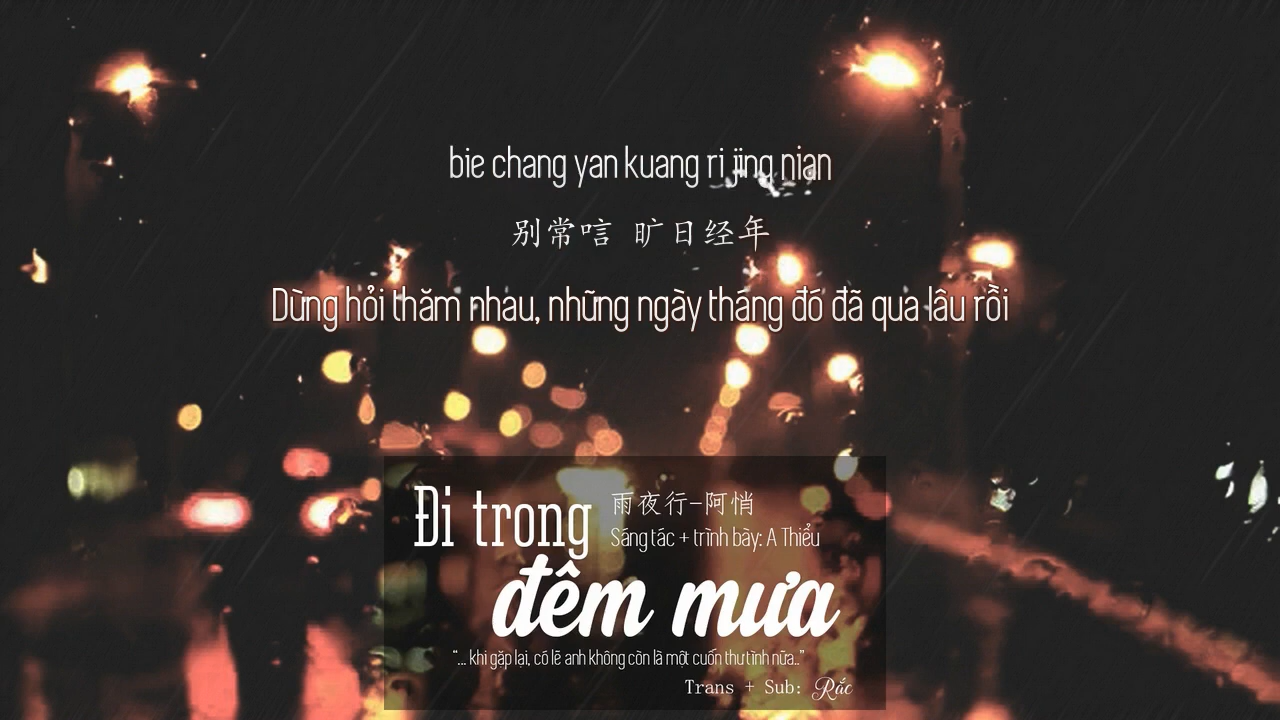 bie chang yan kuang ri jing nian
别常唁 旷日经年
Dừng hỏi thăm nhau, những ngày tháng đó đã qua lâu rồi
Đi trong
雨夜行-阿悄
Sáng tác + trình bày: A Thiểu
đêm mưa
“... khi gặp lại, có lẽ anh không còn là một cuốn thư tình nữa..”
Trans + Sub: Rắc